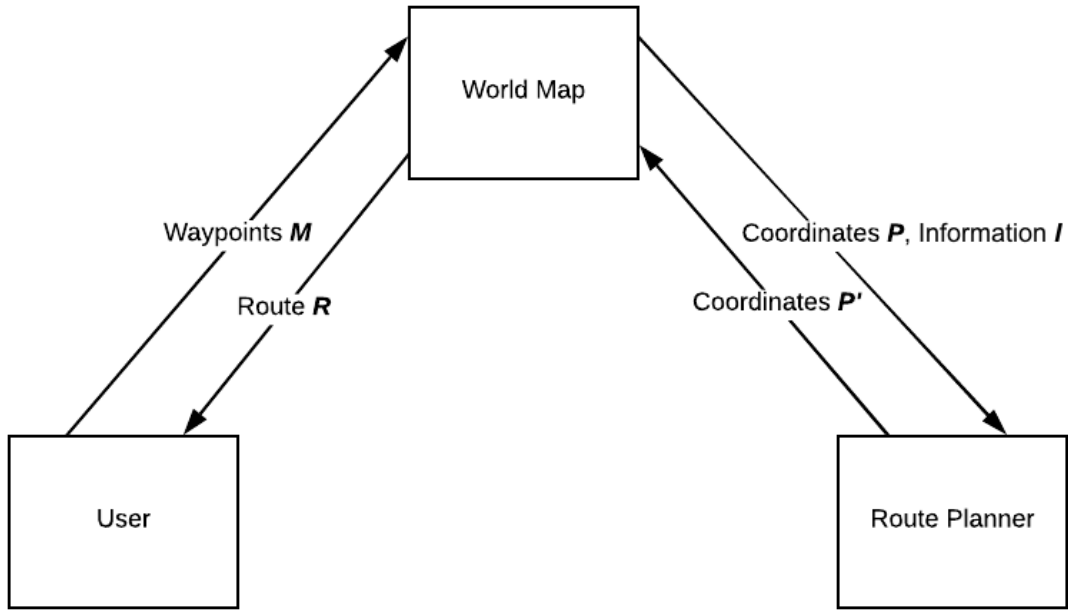 World Map
Waypoints M
Coordinates P, Information I
Route R
Coordinates P'
User
Route Planner